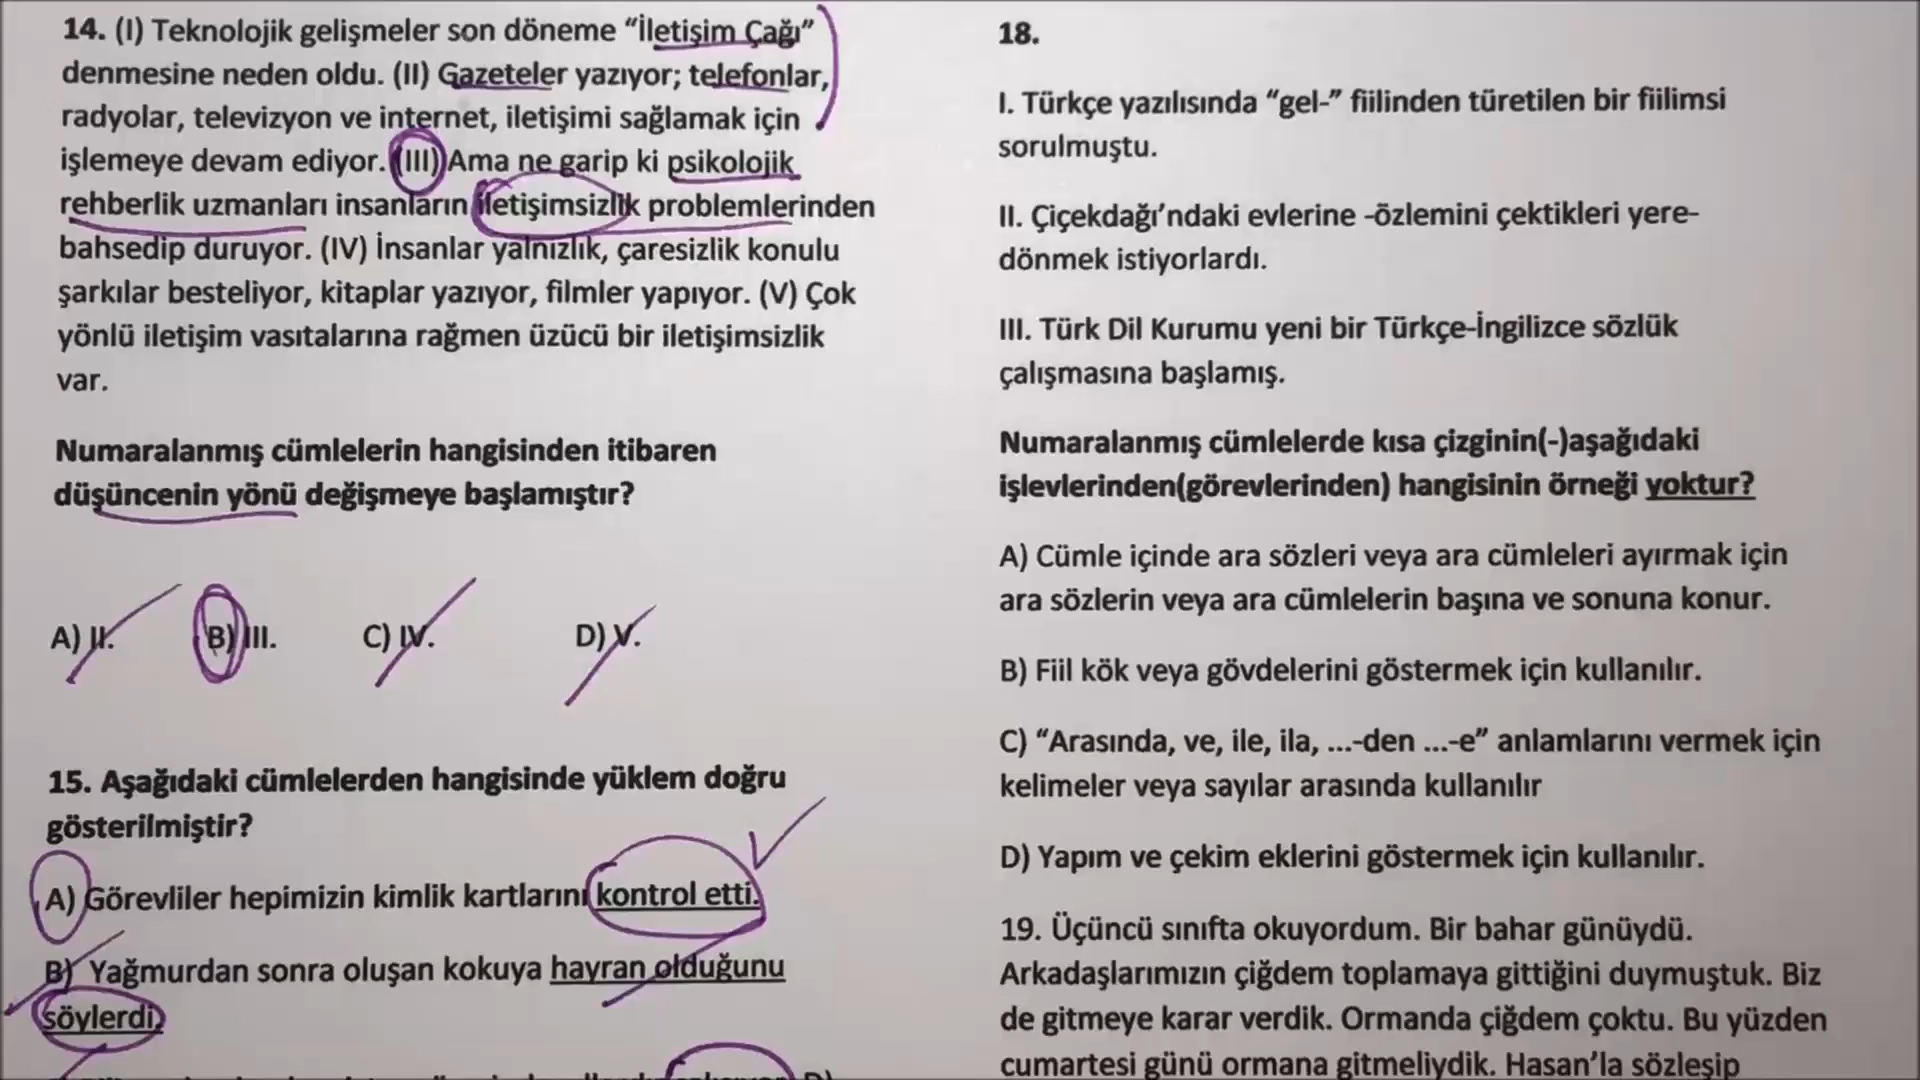 14. (I) Teknolojik gelişmeler son döneme “İletişim Çağı”
denmesine neden oldu. (II) Gazeteler yazıyor; telefonlar,
radyolar, televizyon ve internet, iletişimi sağlamak için
işlemeye devam ediyor. (III) Ama ne garip ki psikolojik
rehberlik uzmanları insanların iletişimsizlik problemlerinden
bahsedip duruyor. (IV) İnsanlar yalnızlık, çaresizlik konulu
şarkılar besteliyor, kitaplar yazıyor, filmler yapıyor. (V) Çok
yönlü iletişim vasıtalarına rağmen üzücü bir iletişimsizlik
var.
Numaralanmış cümlelerin hangisinden itibaren
düşüncenin yönü değişmeye başlamıştır?
A) II. B) III. C) IV. D) V.
15. Aşağıdaki cümlelerden hangisinde yüklem doğru
gösterilmiştir?
A) Görevliler hepimizin kimlik kartlarını kontrol etti.
B) Yağmurdan sonra oluşan kokuya hayran olduğunu
söylerdi.
18.
I. Türkçe yazılısında “gel-” fiilinden türetilen bir fiilimsi
sorulmuştu.
II. Çiçekdağı’ndaki evlerine -özlemini çektikleri yere-
dönmek istiyorlardı.
III. Türk Dil Kurumu yeni bir Türkçe-İngilizce sözlük
çalışmasına başlamış.
Numaralanmış cümlelerde kısa çizginin(-)aşağıdaki
işlevlerinden(görevlerinden) hangisinin örneği yoktur?
A) Cümle içinde ara sözleri veya ara cümleleri ayırmak için
ara sözlerin veya ara cümlelerin başına ve sonuna konur.
B) Fiil kök veya gövdelerini göstermek için kullanılır.
C) “Arasında, ve, ile, ila, ...-den ...-e” anlamlarını vermek için
kelimeler veya sayılar arasında kullanılır
D) Yapım ve çekim eklerini göstermek için kullanılır.
19. Üçüncü sınıfta okuyordum. Bir bahar günüydü.
Arkadaşlarımızın çiğdem toplamaya gittiğini duymuştuk. Biz
de gitmeye karar verdik. Ormanda çiğdem çoktu. Bu yüzden
cumartesi günü ormana gitmeliydik. Hasan’la sözleşip